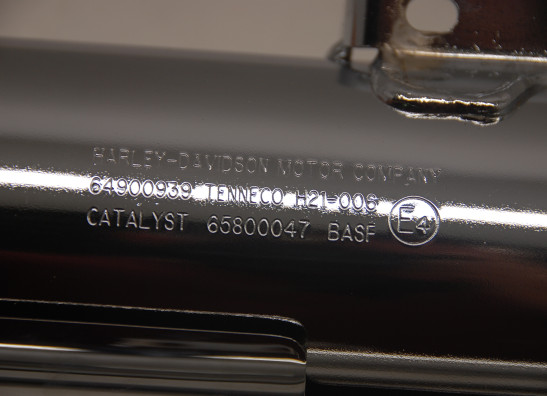 HARLEY-DAVIDSON MOTOR COMPANY
64900939 TENNECO H21-006
CATALYST 65800047 BASF E4